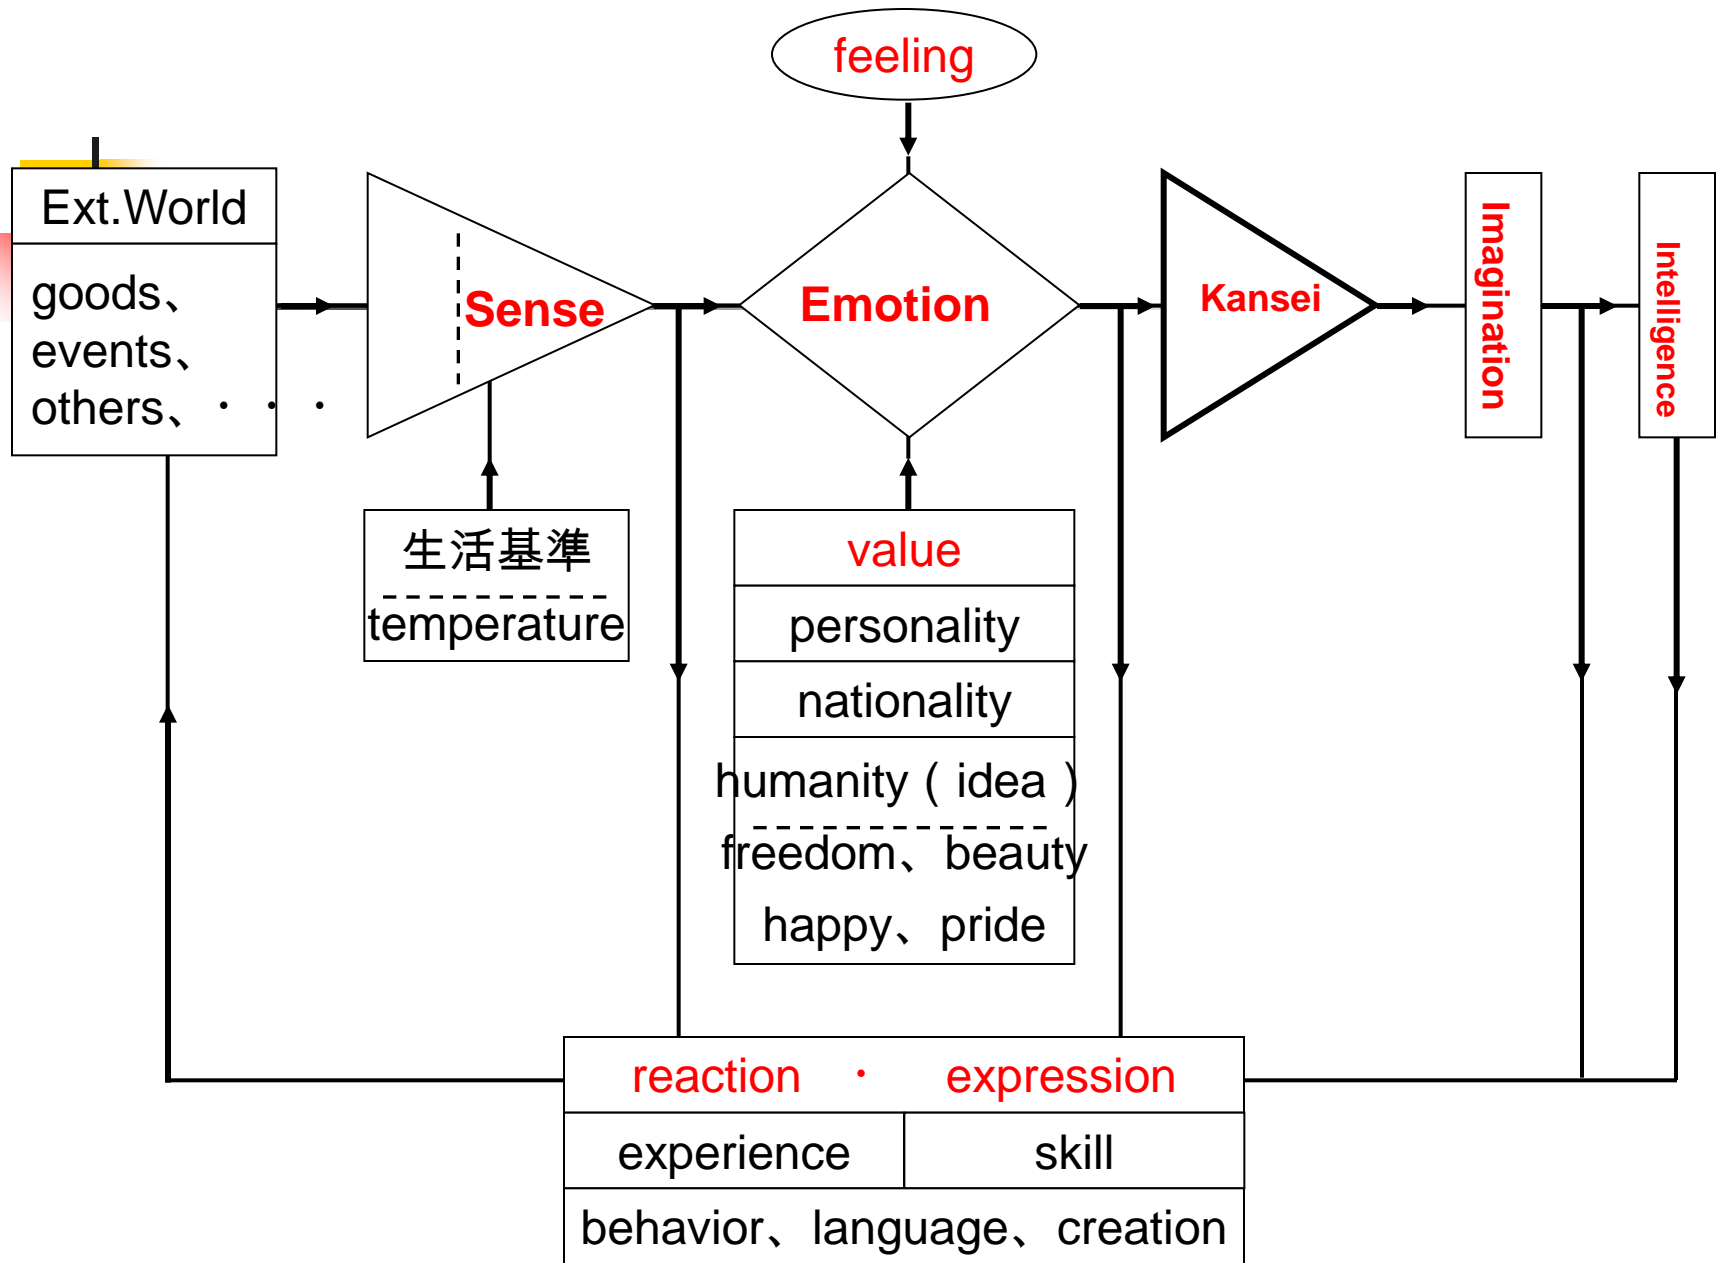 feeling
Ext.World
goods、
events、
others、・・・
Sense
Emotion
Kansei
Imagination
Intelligence
生活基準
temperature
value
personality
nationality
humanity ( idea )
freedom、beauty
happy、pride
reaction ・ expression
experience
skill
behavior、language、creation